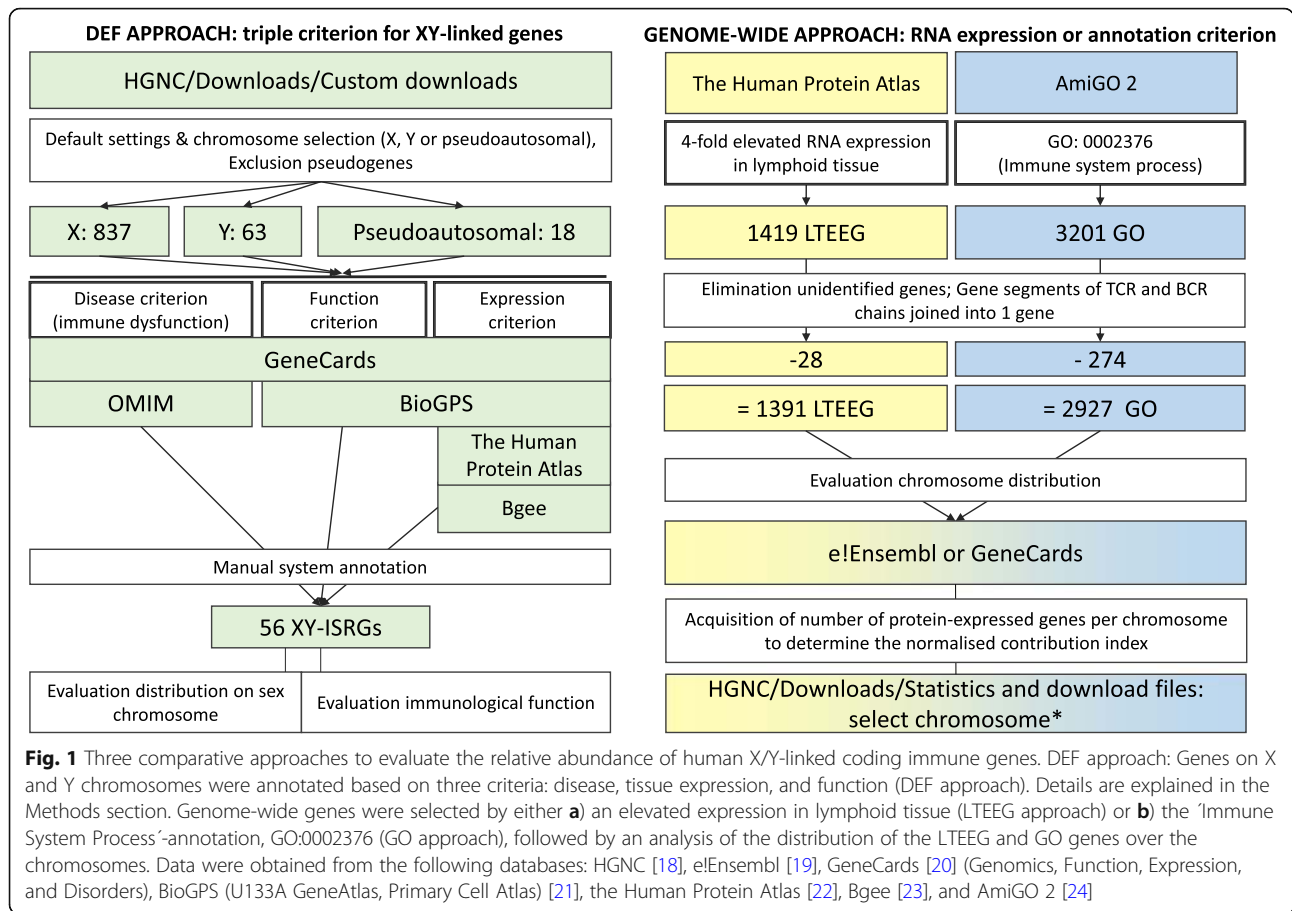 DEF APPROACH: triple criterion for XY-linked genes
HGNC/Downloads/Custom downloads
Default settings & chromosome selection (X, Y or pseudoautosomal),
Exclusion pseudogenes
X: 837
Y: 63
Pseudoautosomal: 18
Disease criterion
(immune dysfunction)
Function
criterion
Expression
criterion
GeneCards
OMIM
BioGPS
The Human
Protein Atlas
Bgee
Manual system annotation
56 XY-ISRGs
Evaluation distribution on sex
chromosome
Evaluation immunological function
GENOME-WIDE APPROACH: RNA expression or annotation criterion
The Human Protein Atlas
AmiGO 2
4-fold elevated RNA expression
in lymphoid tissue
GO: 0002376
(Immune system process)
1419 LTEEG
3201 GO
Elimination unidentified genes; Gene segments of TCR and BCR
chains joined into 1 gene
-28
- 274
= 1391 LTEEG
= 2927 GO
Evaluation chromosome distribution
e!Ensembl or GeneCards
Acquisition of number of protein-expressed genes per chromosome
to determine the normalised contribution index
HGNC/Downloads/Statistics and download files:
select chromosome*
Fig. 1 Three comparative approaches to evaluate the relative abundance of human X/Y-linked coding immune genes. DEF approach: Genes on X
and Y chromosomes were annotated based on three criteria: disease, tissue expression, and function (DEF approach). Details are explained in the
Methods section. Genome-wide genes were selected by either a) an elevated expression in lymphoid tissue (LTEEG approach) or b) the ´Immune
System Process´-annotation, GO:0002376 (GO approach), followed by an analysis of the distribution of the LTEEG and GO genes over the
chromosomes. Data were obtained from the following databases: HGNC [18], e!Ensembl [19], GeneCards [20] (Genomics, Function, Expression,
and Disorders), BioGPS (U133A GeneAtlas, Primary Cell Atlas) [21], the Human Protein Atlas [22], Bgee [23], and AmiGO 2 [24]